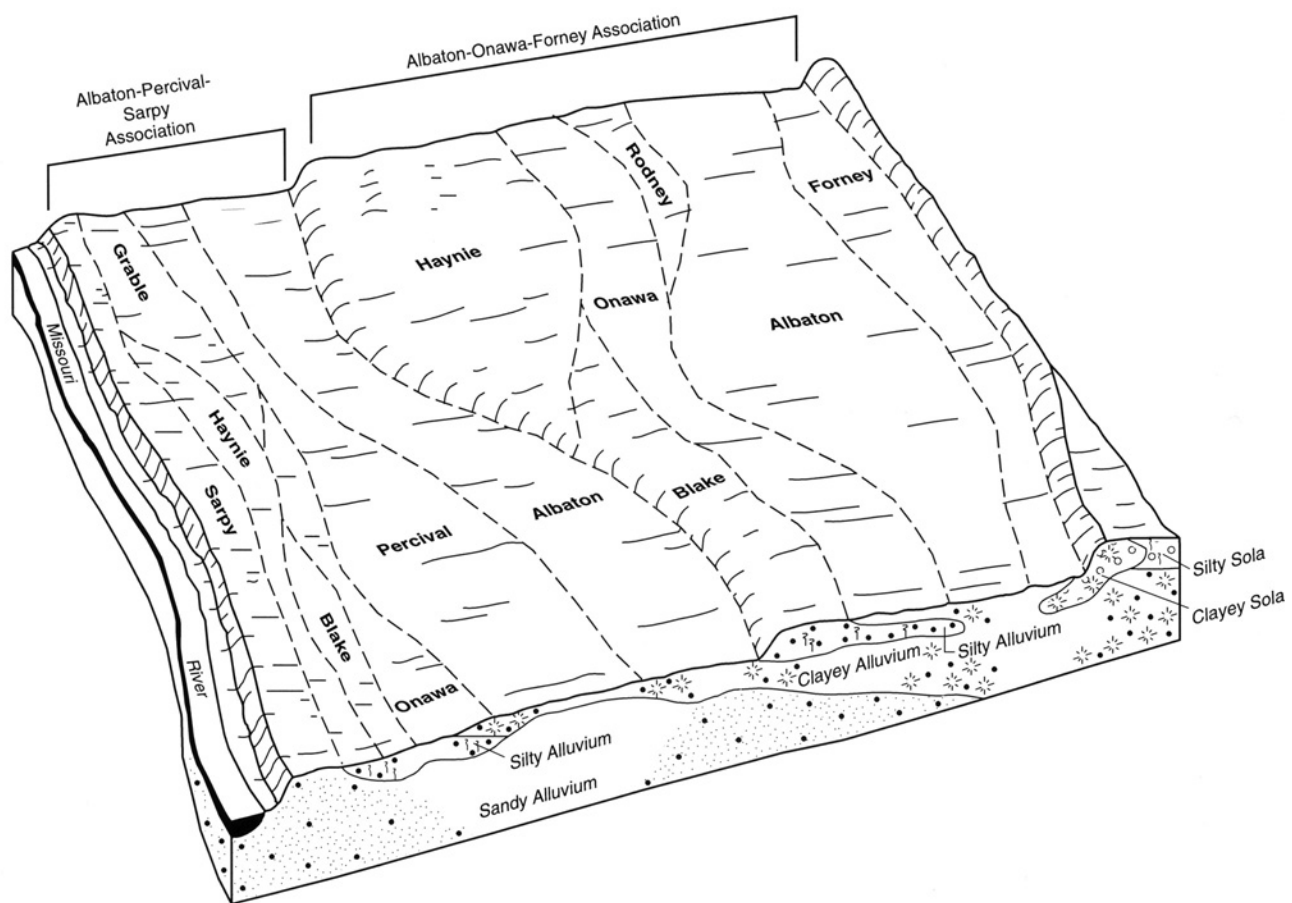 Albaton-Onawa-Forney Association
Albaton-Percival-
Sarpy
Association
Rodney
Forney
Grable
Haynie
Onawa
Albaton
Missouri
Haynie
Sarpy
Percival
Albaton
Blake
Silty Sola
Clayey Sola
Blake
River
Onawa
Clayey Alluvium
Silty Alluvium
Silty Alluvium
Sandy Alluvium